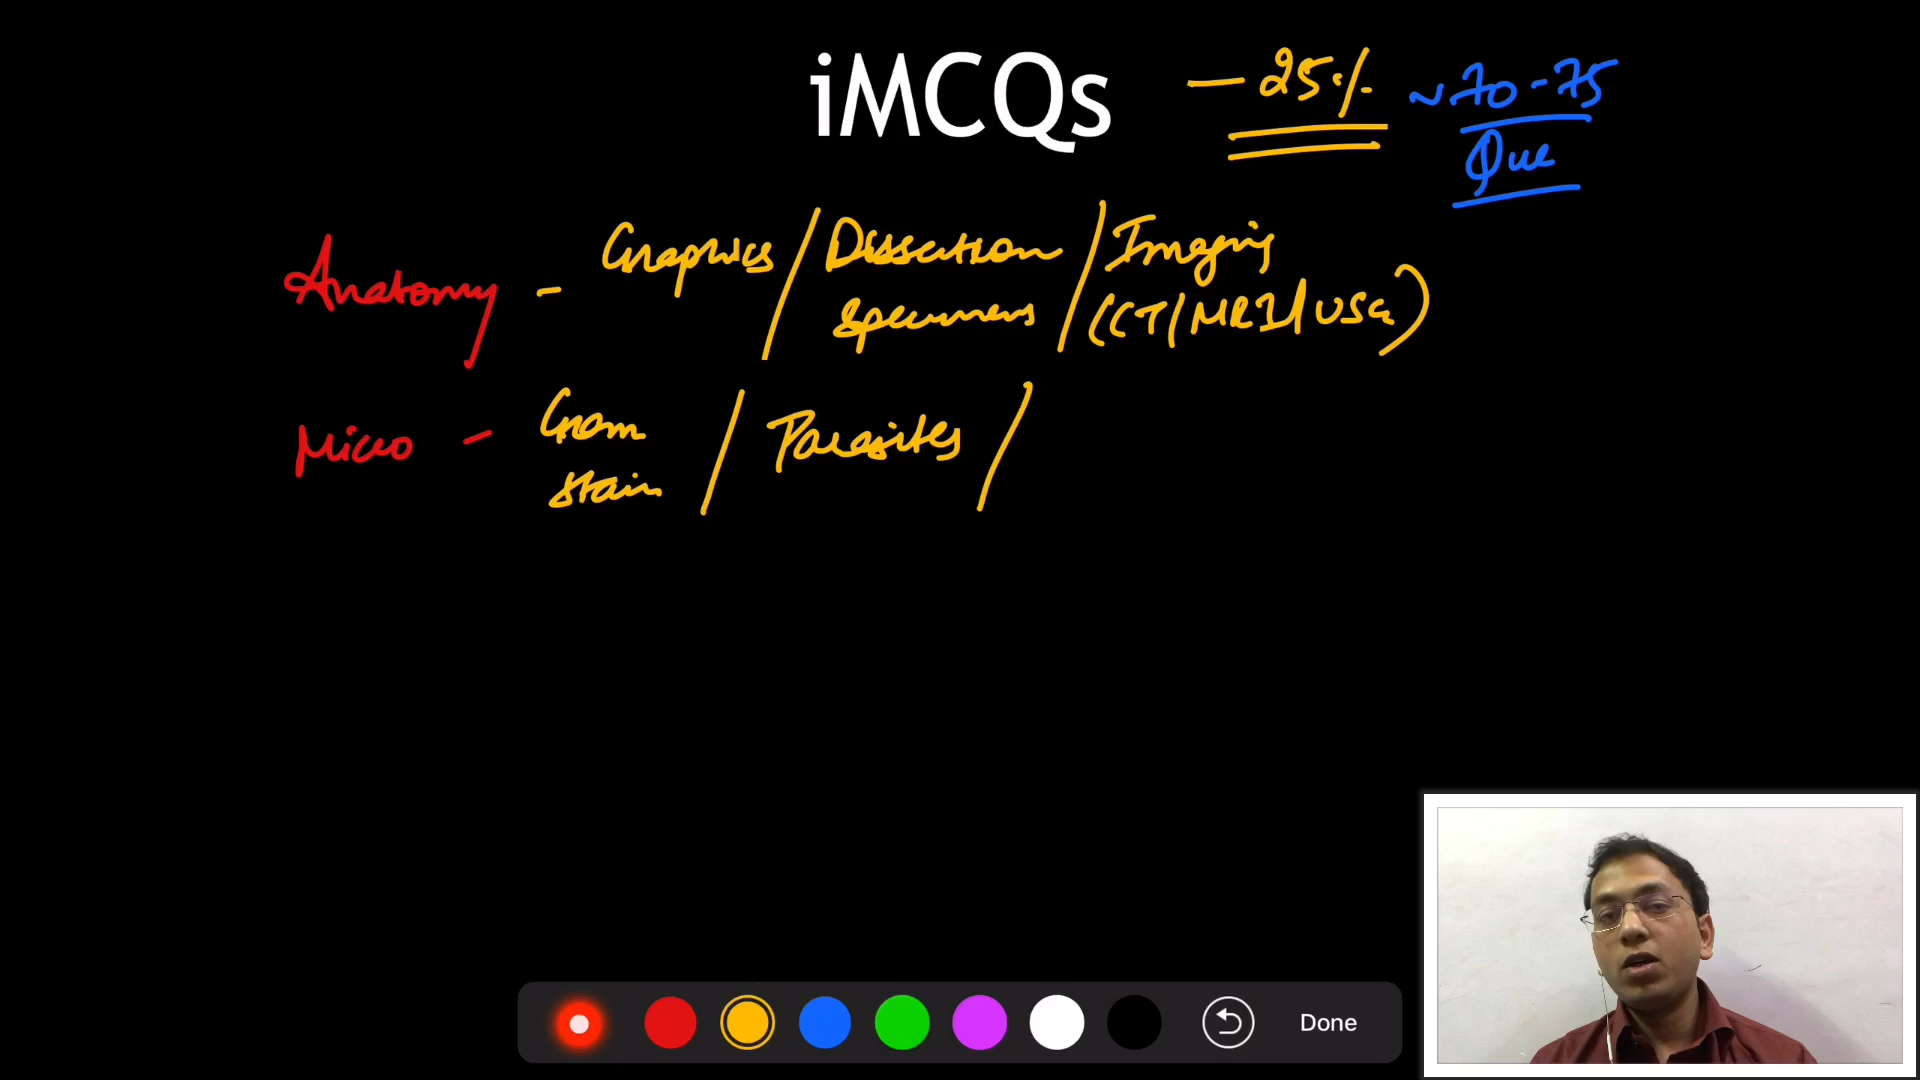 iMCQs — 25% ~70-75
Que
Anatomy - Graphics / Dissection / Imaging
Specimens (CT/MRI/USG)
Micro - Gram / Parasites /
Stain
Done